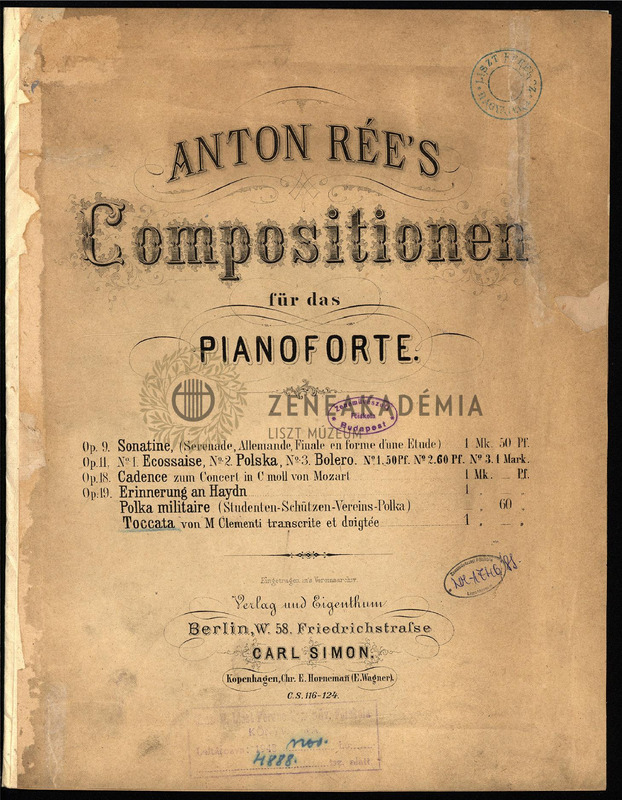 LISZT
ANTON RÉE'S
Compositionen
für das
PIANOFORTE.
ZENEAKADÉMIA
LISZT MÚZEUM
Budapest
Op. 9. Sonatine, (Serenade, Allemande, Finale en forme d'une Etude) 1 Mk. 50 Pf.
Op. 11. No 1. Ecossaise, No 2. Polska, No 3. Bolero. No 1. 50 Pf. No 2. 60 Pf. No 3. 1 Mark.
Op. 18. Cadence zum Concert in C moll von Mozart 1 Mk. _ Pf.
Op. 19. Erinnerung an Haydn 1 „ _ „
Polka militaire (Studenten-Schützen-Vereins-Polka) _ „ 60 „
Toccata von M Clementi transcrite et doigtée 1 „ _ „
Eingetragen in's Vereinsarchiv.
Verlag und Eigenthum
Berlin, W. 58. Friedrichstraſse
CARL SIMON.
Kopenhagen, Chr. E. Horneman (E. Wagner).
C. S. 116-124.
4888.